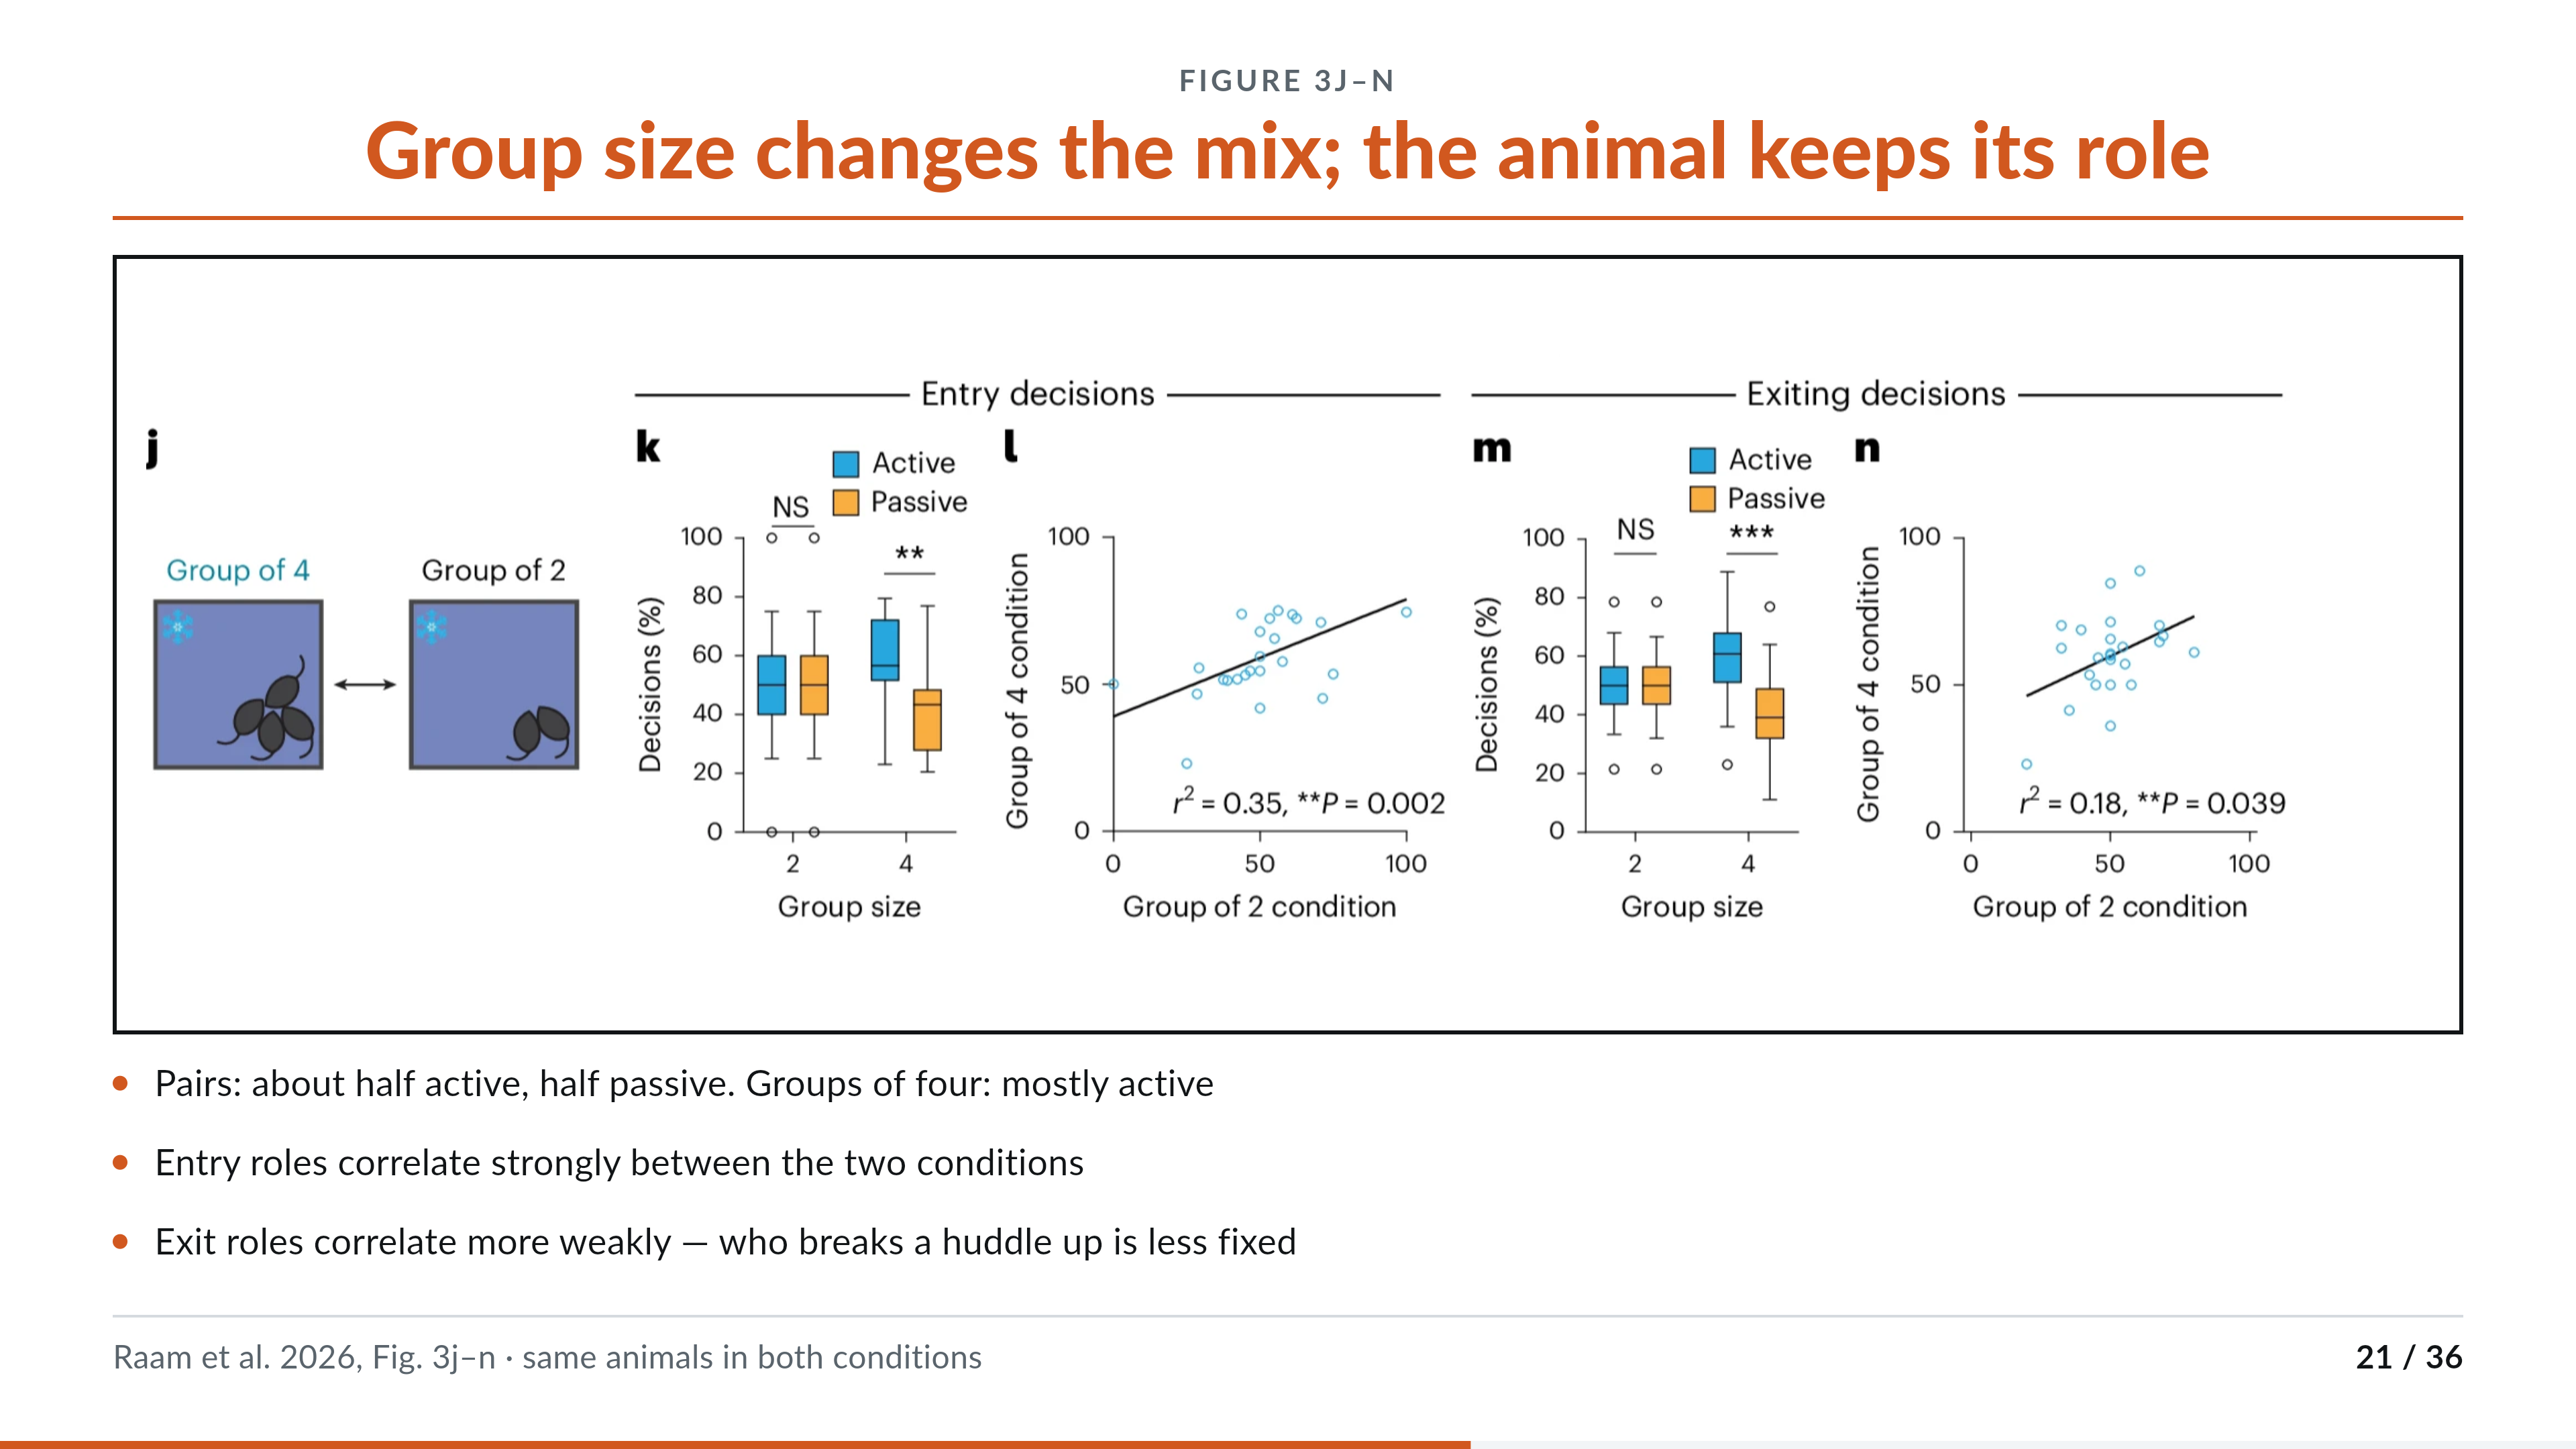 FIGURE 3J–N
Group size changes the mix; the animal keeps its role
Entry decisions
Exiting decisions
j
Group of 4
Group of 2
k
Active
Passive
NS
**
Decisions (%)
100
80
60
40
20
0
2
4
Group size
l
Group of 4 condition
100
50
0
r² = 0.35, **P = 0.002
0
50
100
Group of 2 condition
m
Active
Passive
NS
***
Decisions (%)
100
80
60
40
20
0
2
4
Group size
n
Group of 4 condition
100
50
0
r² = 0.18, **P = 0.039
0
50
100
Group of 2 condition
• Pairs: about half active, half passive. Groups of four: mostly active
• Entry roles correlate strongly between the two conditions
• Exit roles correlate more weakly — who breaks a huddle up is less fixed
Raam et al. 2026, Fig. 3j–n · same animals in both conditions
21 / 36